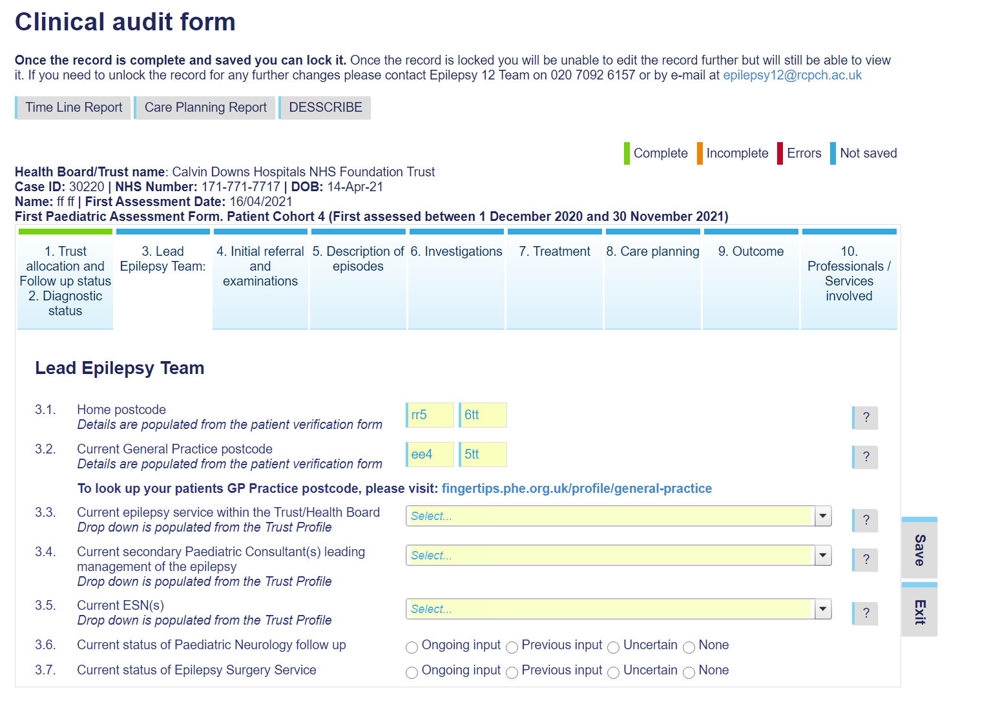 Clinical audit form
Once the record is complete and saved you can lock it. Once the record is locked you will be unable to edit the record further but will still be able to view
it. If you need to unlock the record for any further changes please contact Epilepsy 12 Team on 020 7092 6157 or by e-mail at epilepsy12@rcpch.ac.uk
Time Line Report Care Planning Report DESSCRIBE
Complete Incomplete Errors Not saved
Health Board/Trust name: Calvin Downs Hospitals NHS Foundation Trust
Case ID: 30220 | NHS Number: 171-771-7717 | DOB: 14-Apr-21
Name: ff ff | First Assessment Date: 16/04/2021
First Paediatric Assessment Form. Patient Cohort 4 (First assessed between 1 December 2020 and 30 November 2021)
1. Trust
allocation and
Follow up status
2. Diagnostic
status
3. Lead
Epilepsy Team:
4. Initial referral
and
examinations
5. Description of
episodes
6. Investigations
7. Treatment
8. Care planning
9. Outcome
10.
Professionals /
Services
involved
Lead Epilepsy Team
3.1. Home postcode rr5 6tt ?
Details are populated from the patient verification form
3.2. Current General Practice postcode ee4 5tt ?
Details are populated from the patient verification form
To look up your patients GP Practice postcode, please visit: fingertips.phe.org.uk/profile/general-practice
3.3. Current epilepsy service within the Trust/Health Board Select... ?
Drop down is populated from the Trust Profile
3.4. Current secondary Paediatric Consultant(s) leading Select... ?
management of the epilepsy
Drop down is populated from the Trust Profile
3.5. Current ESN(s) Select... ?
Drop down is populated from the Trust Profile
3.6. Current status of Paediatric Neurology follow up Ongoing input Previous input Uncertain None
3.7. Current status of Epilepsy Surgery Service Ongoing input Previous input Uncertain None
Save
Exit